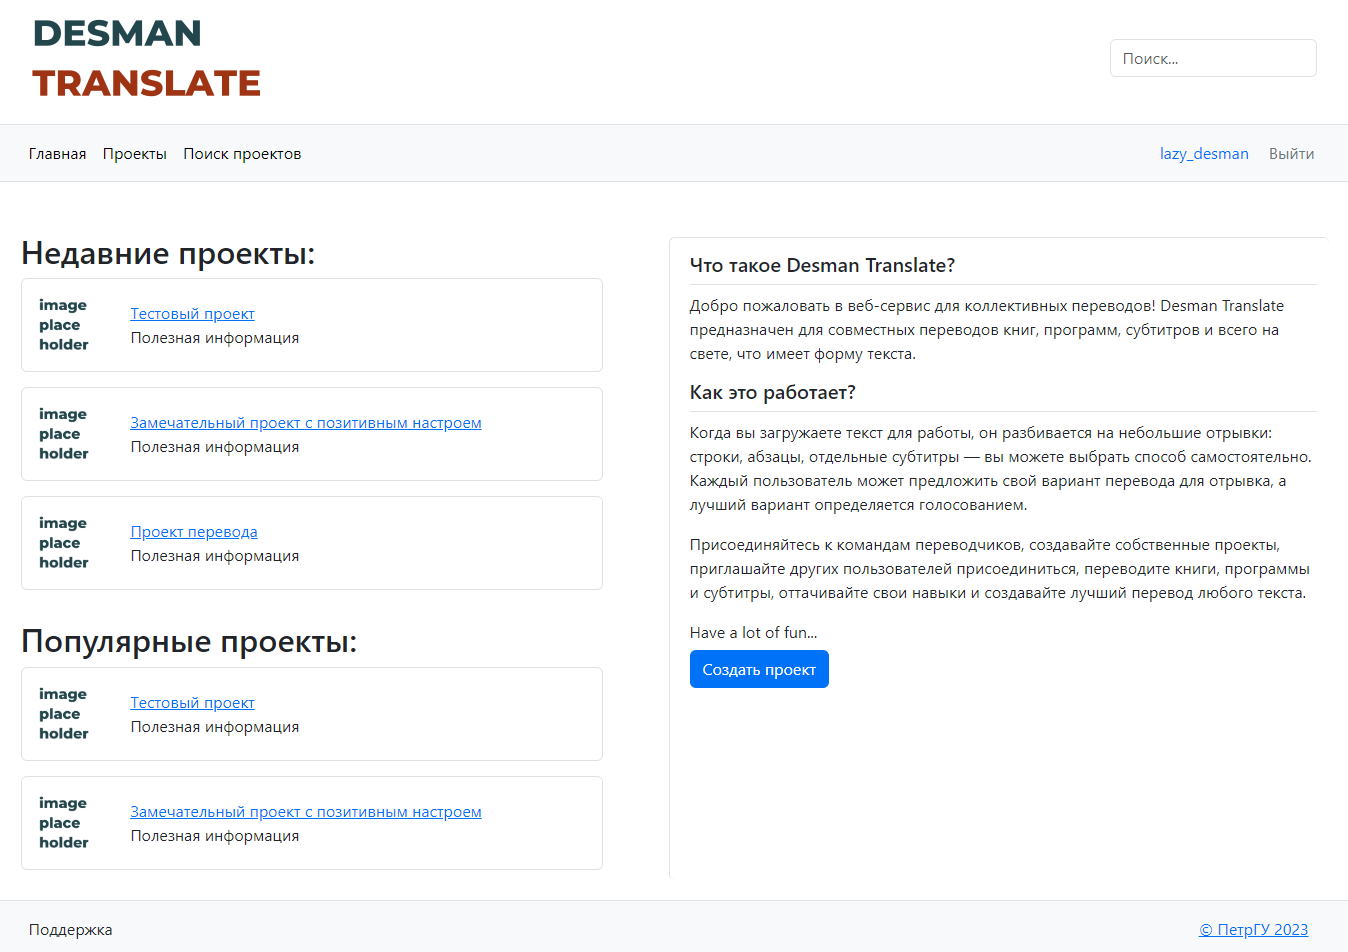 DESMAN
TRANSLATE
Поиск...
Главная Проекты Поиск проектов
lazy_desman Выйти
Недавние проекты:
image
place
holder
Тестовый проект
Полезная информация
image
place
holder
Замечательный проект с позитивным настроем
Полезная информация
image
place
holder
Проект перевода
Полезная информация
Популярные проекты:
image
place
holder
Тестовый проект
Полезная информация
image
place
holder
Замечательный проект с позитивным настроем
Полезная информация
Что такое Desman Translate?
Добро пожаловать в веб-сервис для коллективных переводов! Desman Translate
предназначен для совместных переводов книг, программ, субтитров и всего на
свете, что имеет форму текста.
Как это работает?
Когда вы загружаете текст для работы, он разбивается на небольшие отрывки:
строки, абзацы, отдельные субтитры — вы можете выбрать способ самостоятельно.
Каждый пользователь может предложить свой вариант перевода для отрывка, а
лучший вариант определяется голосованием.
Присоединяйтесь к командам переводчиков, создавайте собственные проекты,
приглашайте других пользователей присоединиться, переводите книги, программы
и субтитры, оттачивайте свои навыки и создавайте лучший перевод любого текста.
Have a lot of fun...
Создать проект
Поддержка
© ПетрГУ 2023